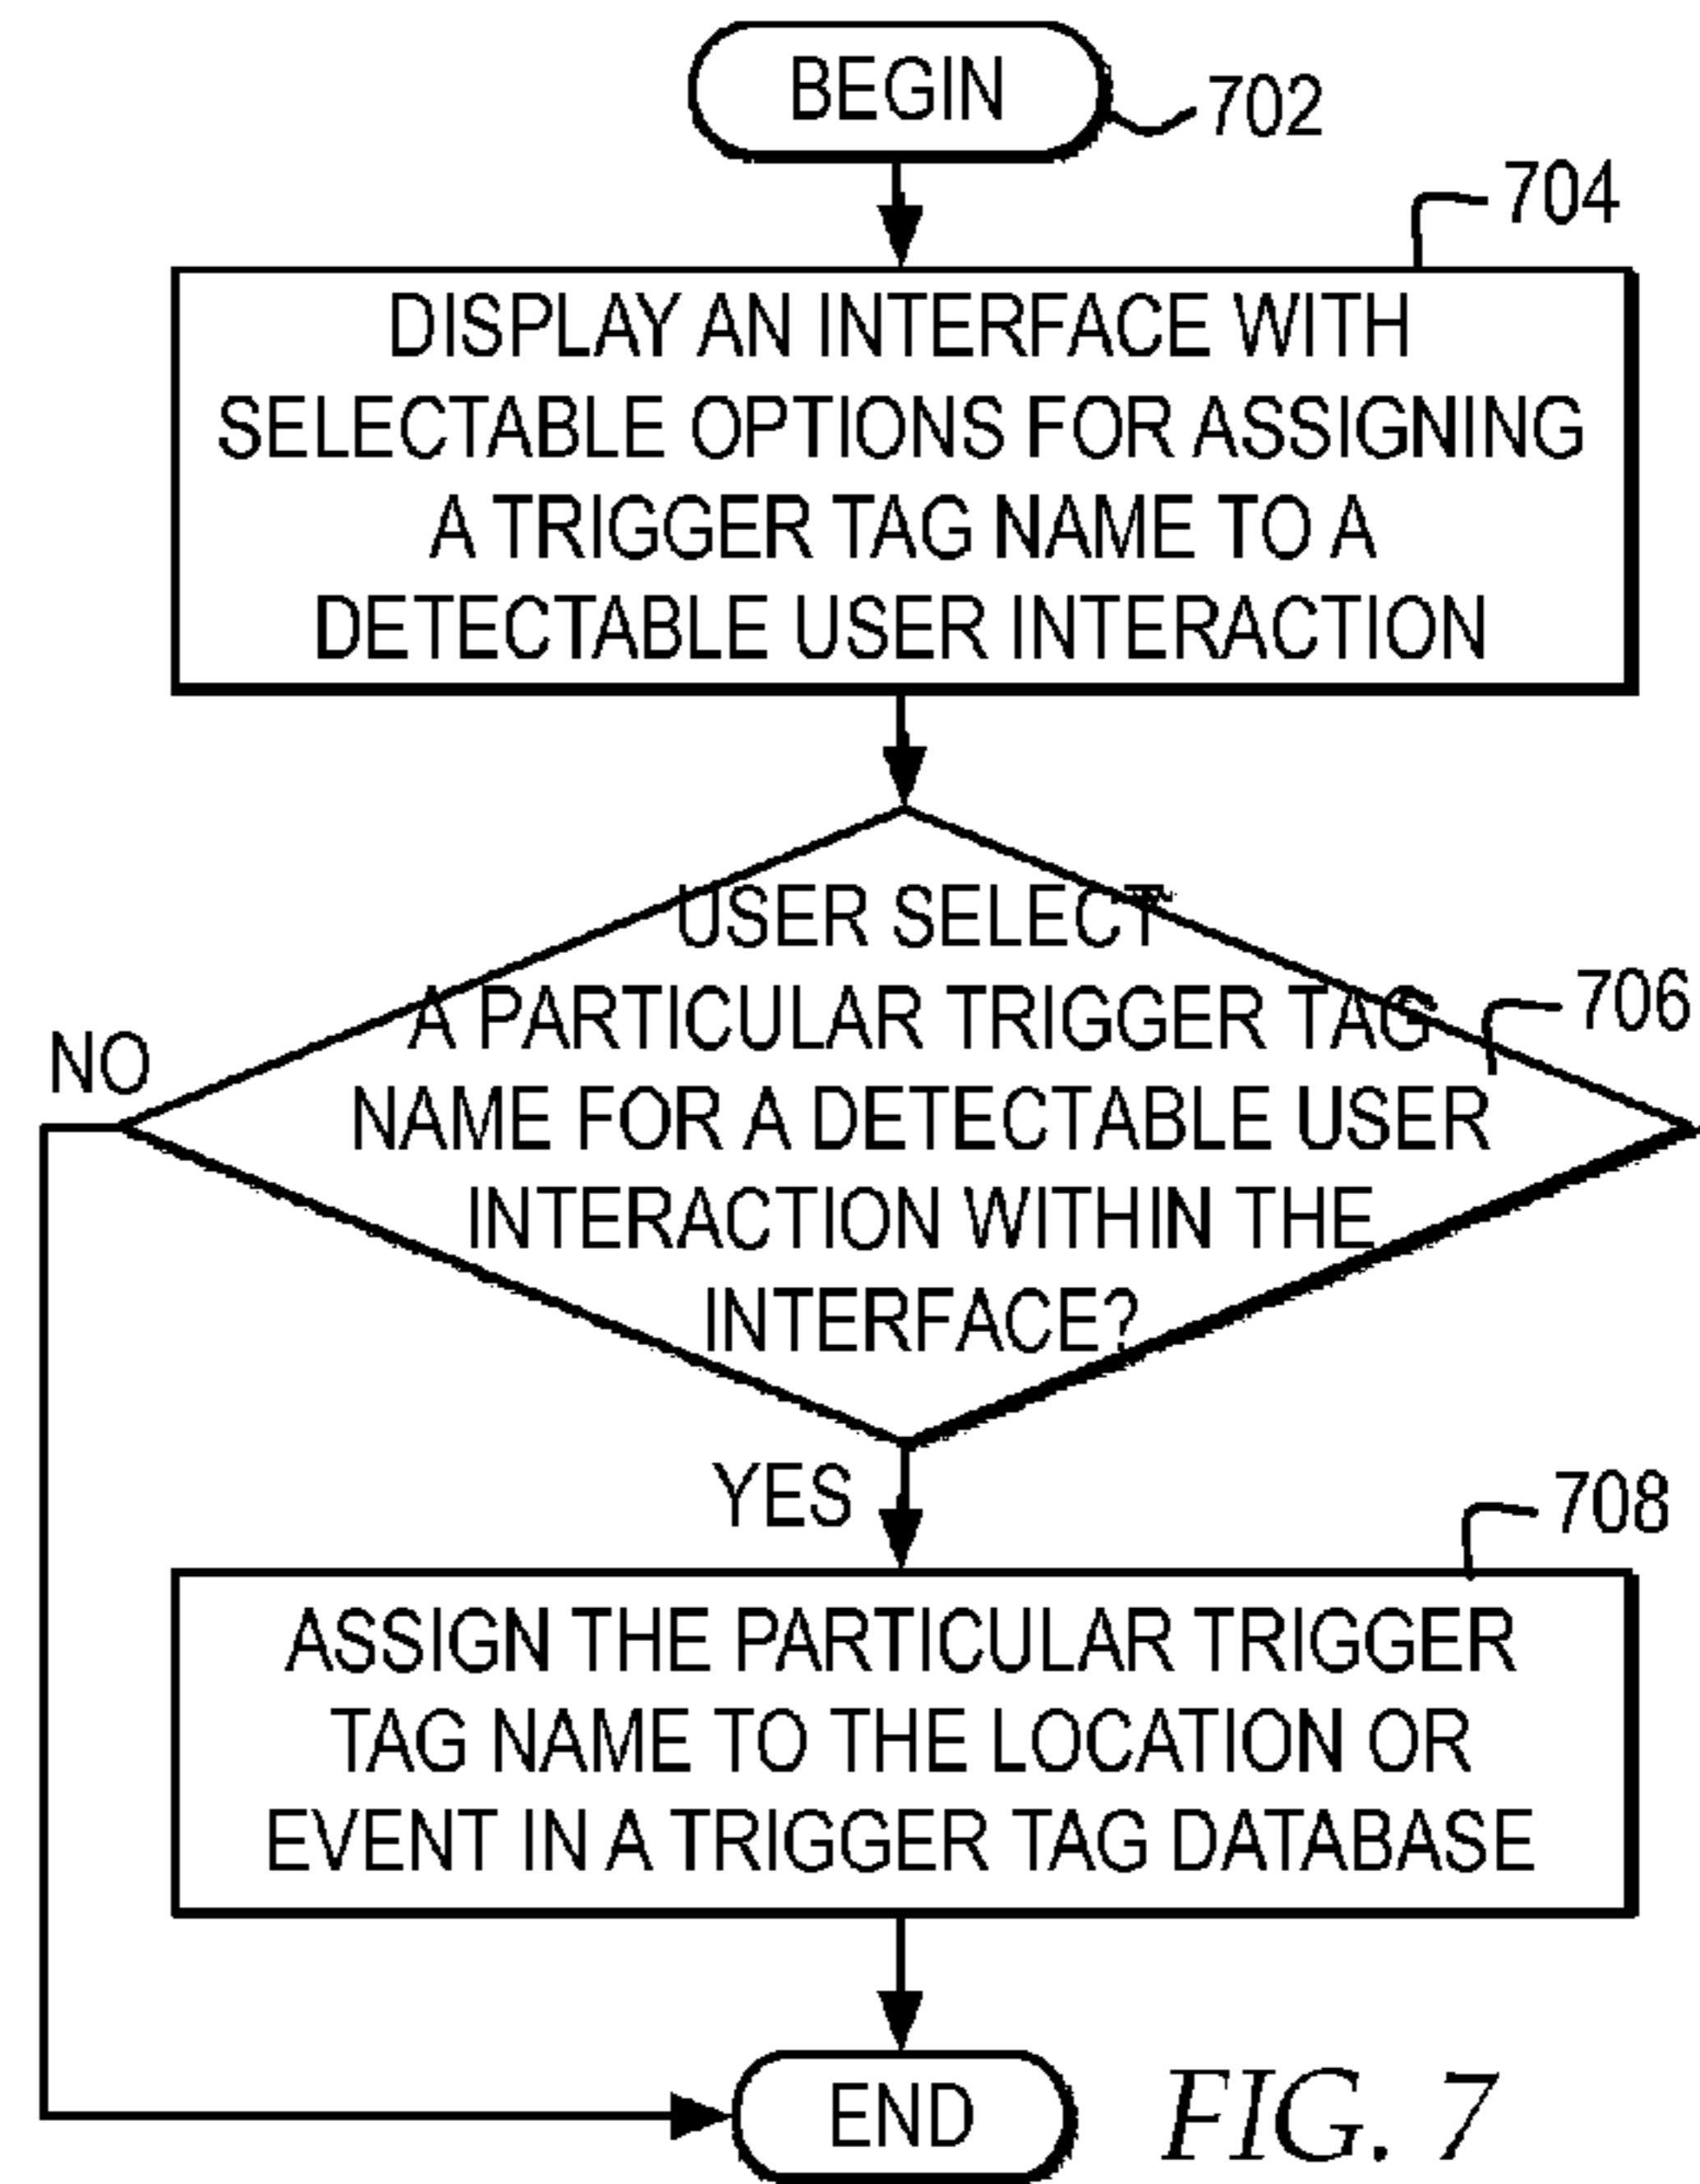 BEGIN
702
704
DISPLAY AN INTERFACE WITH
SELECTABLE OPTIONS FOR ASSIGNING
A TRIGGER TAG NAME TO A
DETECTABLE USER INTERACTION
USER SELECT
A PARTICULAR TRIGGER TAG
706
NO
NAME FOR A DETECTABLE USER
INTERACTION WITHIN THE
INTERFACE?
YES
708
ASSIGN THE PARTICULAR TRIGGER
TAG NAME TO THE LOCATION OR
EVENT IN A TRIGGER TAG DATABASE
END
FIG. 7